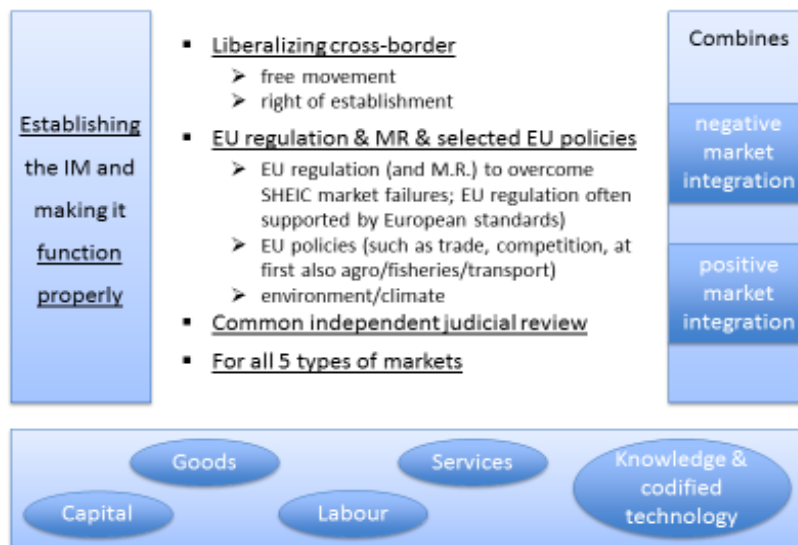 Establishing
the IM and
making it
function
properly
▪ Liberalizing cross-border
➢ free movement
➢ right of establishment
▪ EU regulation & MR & selected EU policies
➢ EU regulation (and M.R.) to overcome
SHEIC market failures; EU regulation often
supported by European standards)
➢ EU policies (such as trade, competition, at
first also agro/fisheries/transport)
➢ environment/climate
▪ Common independent judicial review
▪ For all 5 types of markets
Combines
negative
market
integration
positive
market
integration
Goods
Services
Knowledge &
codified
technology
Capital
Labour